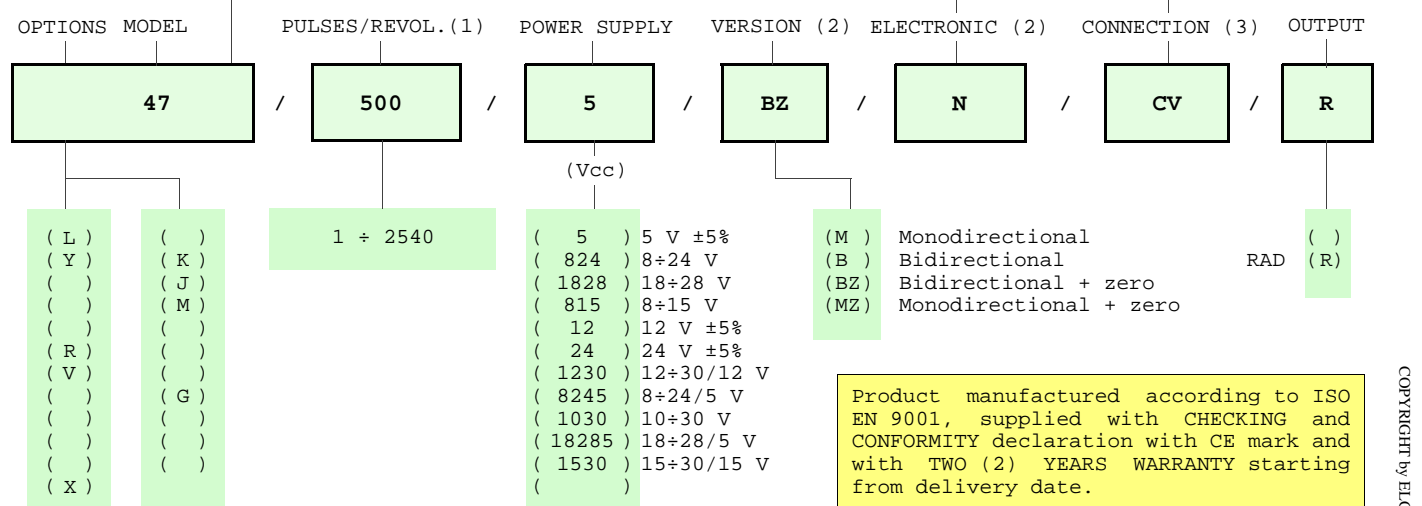 OPTIONS MODEL PULSES/REVOL.(1) POWER SUPPLY VERSION (2) ELECTRONIC (2) CONNECTION (3) OUTPUT
47 / 500 / 5 / BZ / N / CV / R
(Vcc)
( L ) ( ) 1 ÷ 2540 ( 5 ) 5 V ±5% (M ) Monodirectional ( )
( Y ) ( K ) ( 824 ) 8÷24 V (B ) Bidirectional RAD (R)
( ) ( J ) ( 1828 ) 18÷28 V (BZ) Bidirectional + zero
( ) ( M ) ( 815 ) 8÷15 V (MZ) Monodirectional + zero
( ) ( ) ( 12 ) 12 V ±5%
( R ) ( ) ( 24 ) 24 V ±5%
( V ) ( ) ( 1230 ) 12÷30/12 V
( ) ( G ) ( 8245 ) 8÷24/5 V
( ) ( ) ( 1030 ) 10÷30 V
( ) ( ) ( 18285 ) 18÷28/5 V
( ) ( ) ( 1530 ) 15÷30/15 V
( X ) ( )
Product manufactured according to ISO
EN 9001, supplied with CHECKING and
CONFORMITY declaration with CE mark and
with TWO (2) YEARS WARRANTY starting
from delivery date.
COPYRIGHT by